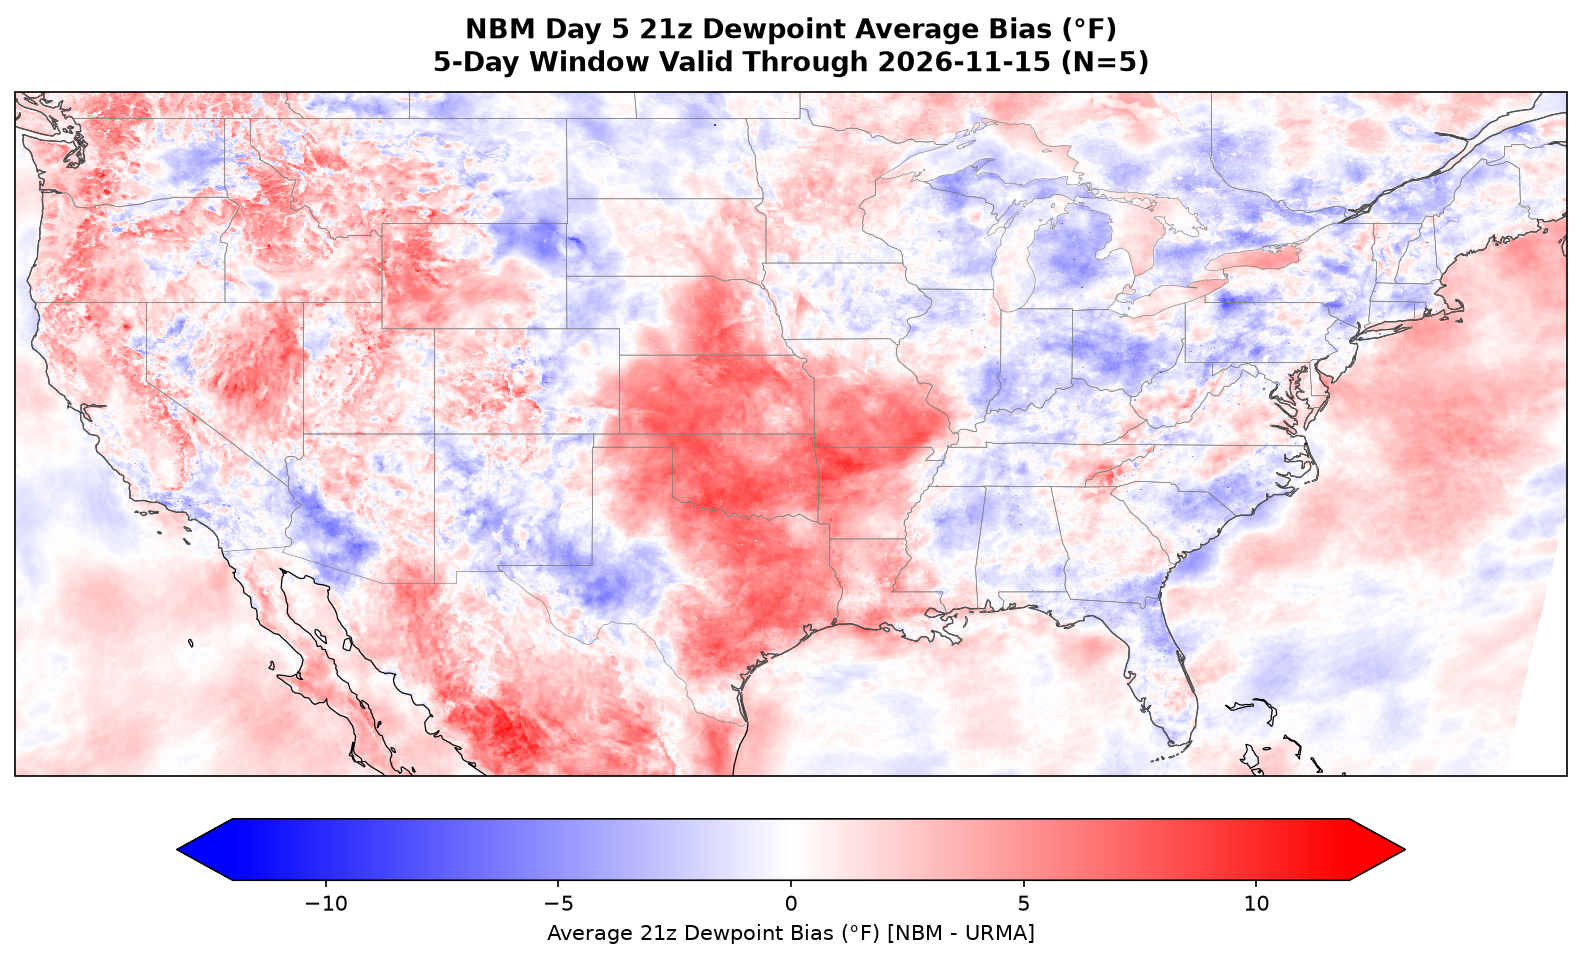 NBM Day 5 21z Dewpoint Average Bias (°F)
5-Day Window Valid Through 2026-11-15 (N=5)
−10 −5 0 5 10
Average 21z Dewpoint Bias (°F) [NBM - URMA]